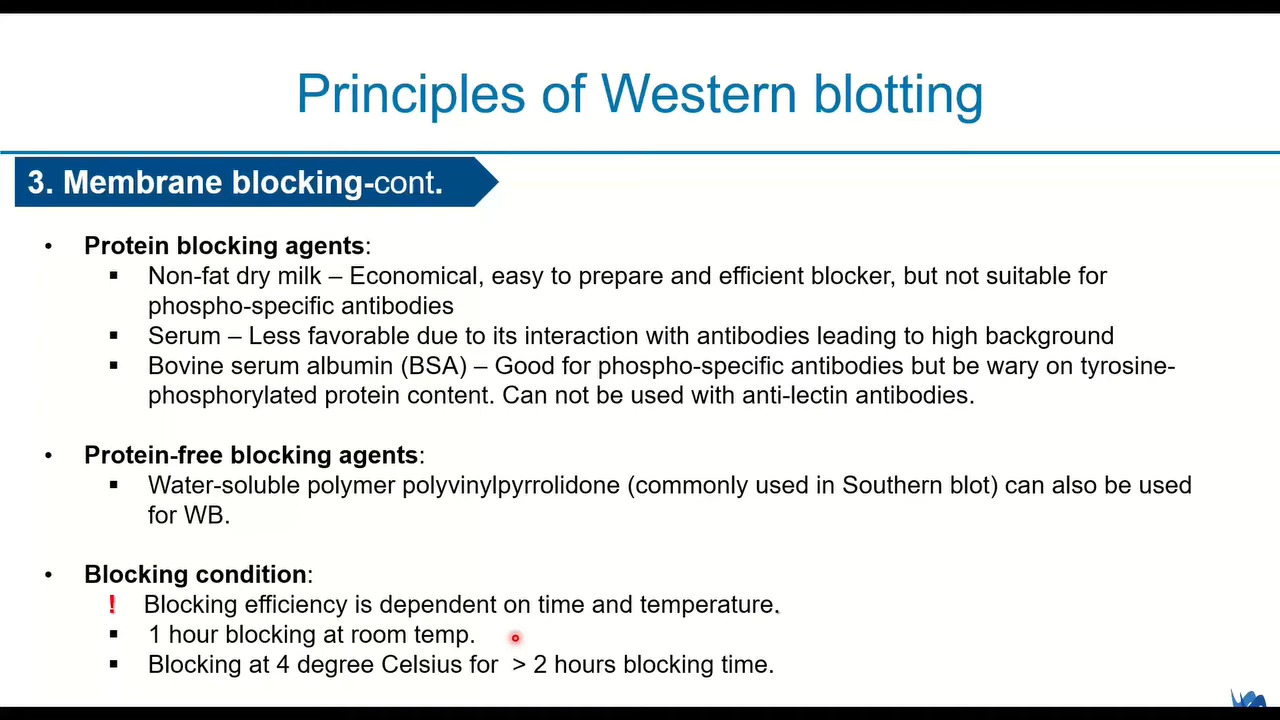 Principles of Western blotting
3. Membrane blocking-cont.
• Protein blocking agents:
▪ Non-fat dry milk – Economical, easy to prepare and efficient blocker, but not suitable for
phospho-specific antibodies
▪ Serum – Less favorable due to its interaction with antibodies leading to high background
▪ Bovine serum albumin (BSA) – Good for phospho-specific antibodies but be wary on tyrosine-
phosphorylated protein content. Can not be used with anti-lectin antibodies.
• Protein-free blocking agents:
▪ Water-soluble polymer polyvinylpyrrolidone (commonly used in Southern blot) can also be used
for WB.
• Blocking condition:
! Blocking efficiency is dependent on time and temperature.
▪ 1 hour blocking at room temp.
▪ Blocking at 4 degree Celsius for > 2 hours blocking time.